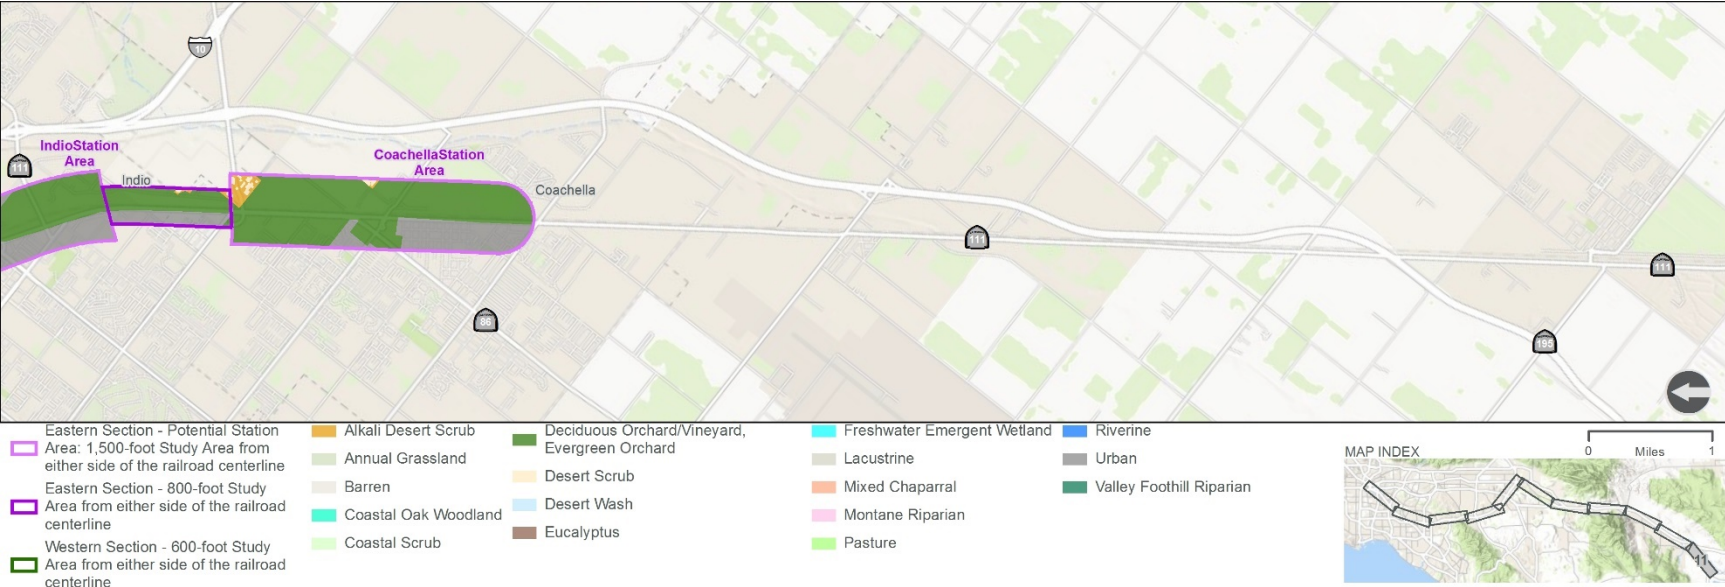 10
111
IndioStation
Area
Indio
CoachellaStation
Area
Coachella
111
111
86
195
Eastern Section - Potential Station
Area: 1,500-foot Study Area from
either side of the railroad centerline
Eastern Section - 800-foot Study
Area from either side of the railroad
centerline
Western Section - 600-foot Study
Area from either side of the railroad
centerline
Alkali Desert Scrub
Annual Grassland
Barren
Coastal Oak Woodland
Coastal Scrub
Deciduous Orchard/Vineyard,
Evergreen Orchard
Desert Scrub
Desert Wash
Eucalyptus
Freshwater Emergent Wetland
Lacustrine
Mixed Chaparral
Montane Riparian
Pasture
Riverine
Urban
Valley Foothill Riparian
0 Miles 1
MAP INDEX
11